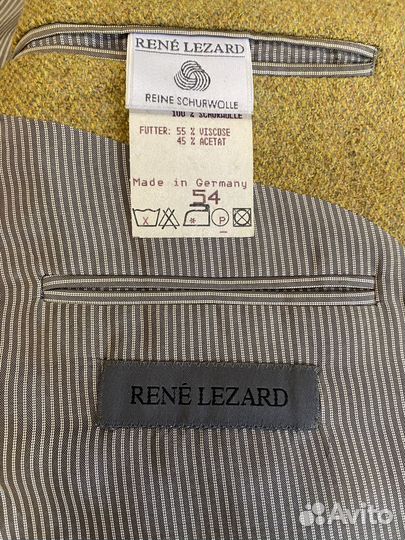 RENÉ LEZARD
REINE SCHURWOLLE
100 % SCHURWOLLE
FUTTER: 55 % VISCOSE
45 % ACETAT
Made in Germany
54
P
RENÉ LEZARD
Avito